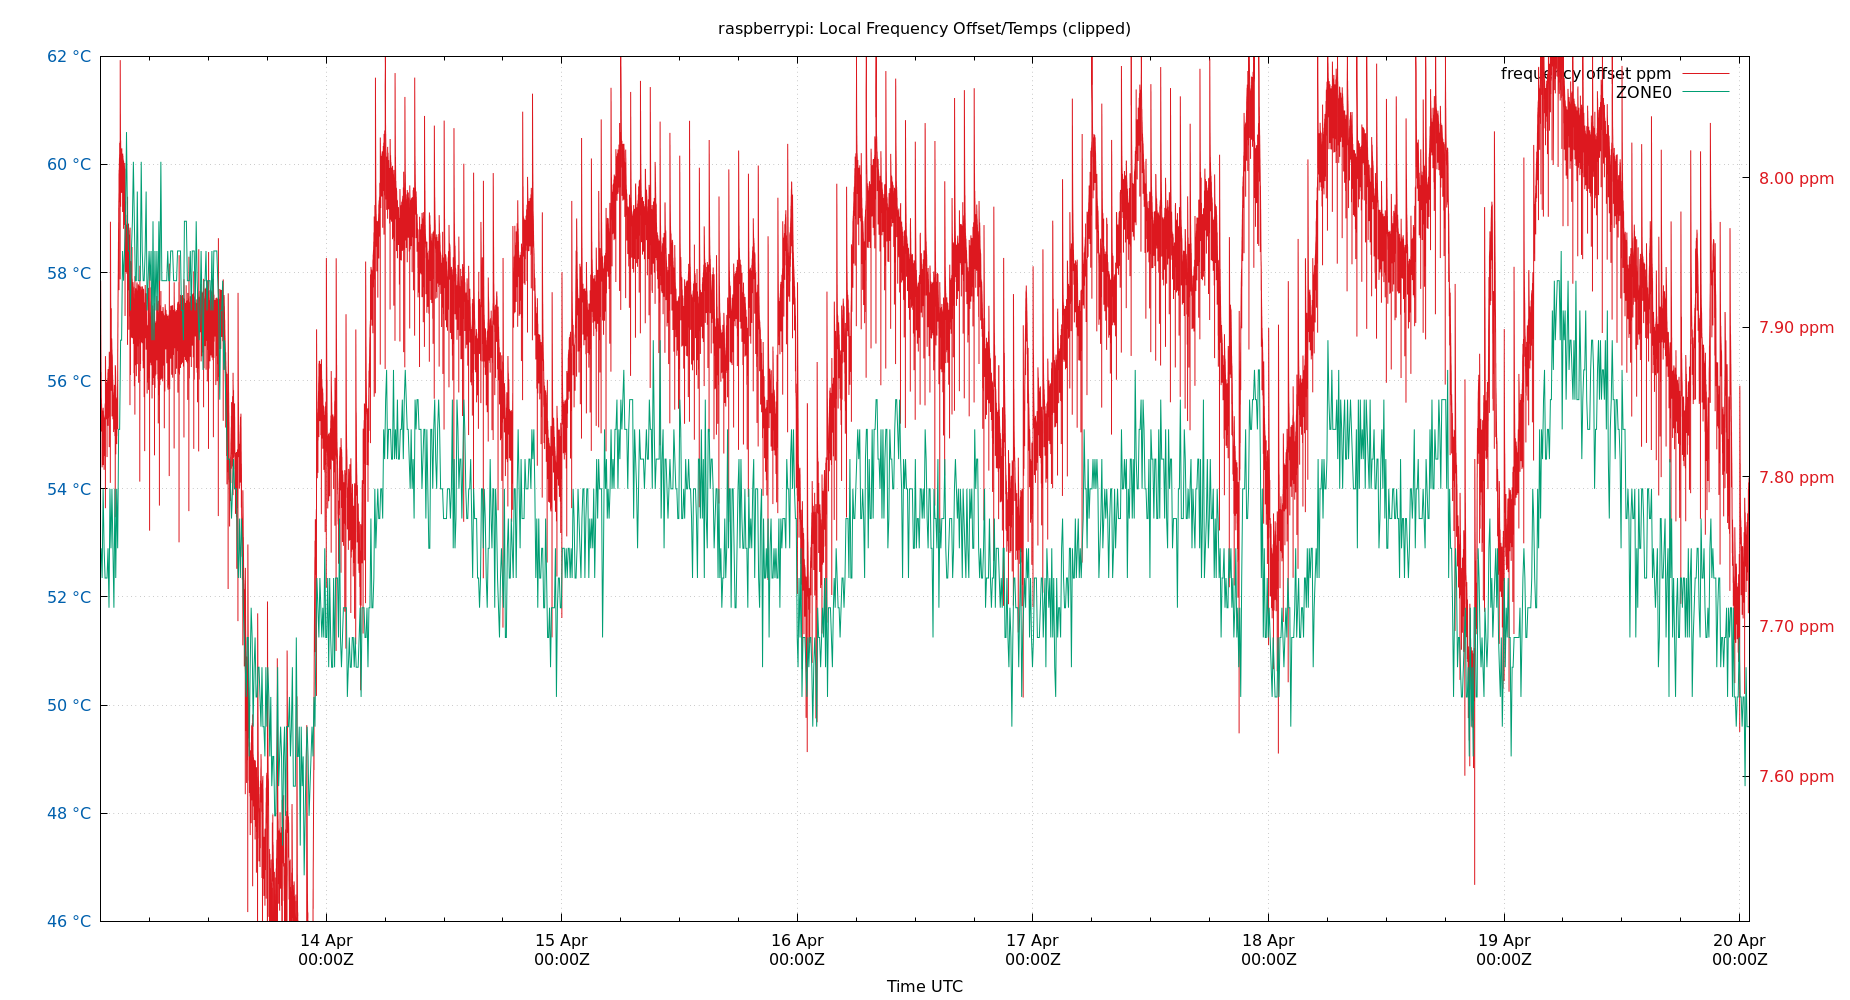 raspberrypi: Local Frequency Offset/Temps (clipped)
62 °C
60 °C
58 °C
56 °C
54 °C
52 °C
50 °C
48 °C
46 °C
frequency offset ppm
ZONE0
8.00 ppm
7.90 ppm
7.80 ppm
7.70 ppm
7.60 ppm
14 Apr
00:00Z
15 Apr
00:00Z
16 Apr
00:00Z
17 Apr
00:00Z
18 Apr
00:00Z
19 Apr
00:00Z
20 Apr
00:00Z
Time UTC